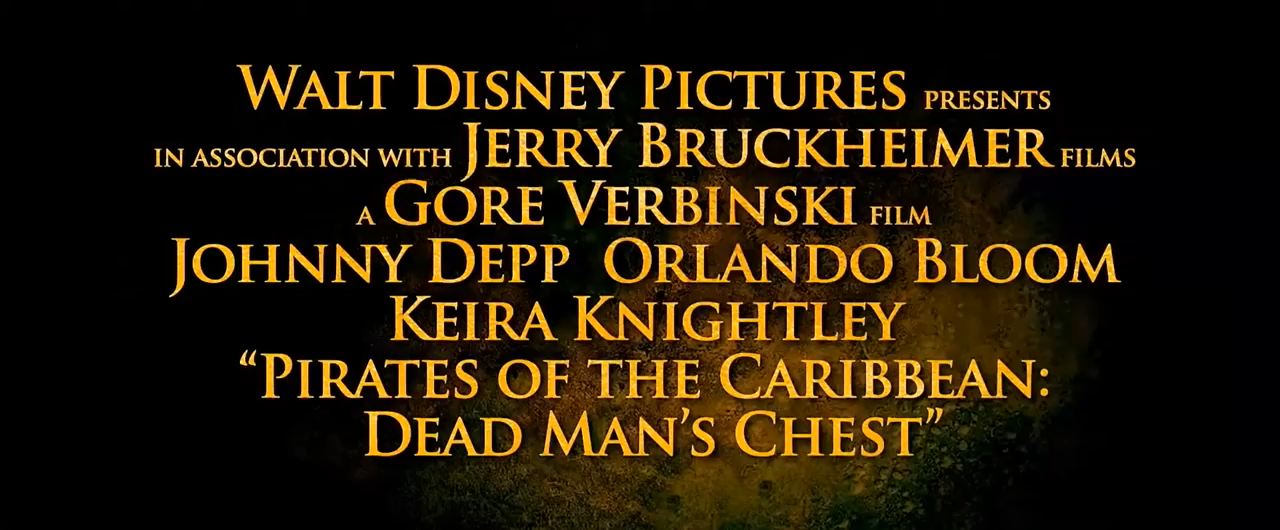 WALT DISNEY PICTURES PRESENTS
IN ASSOCIATION WITH JERRY BRUCKHEIMER FILMS
A GORE VERBINSKI FILM
JOHNNY DEPP ORLANDO BLOOM
KEIRA KNIGHTLEY
“PIRATES OF THE CARIBBEAN:
DEAD MAN’S CHEST”